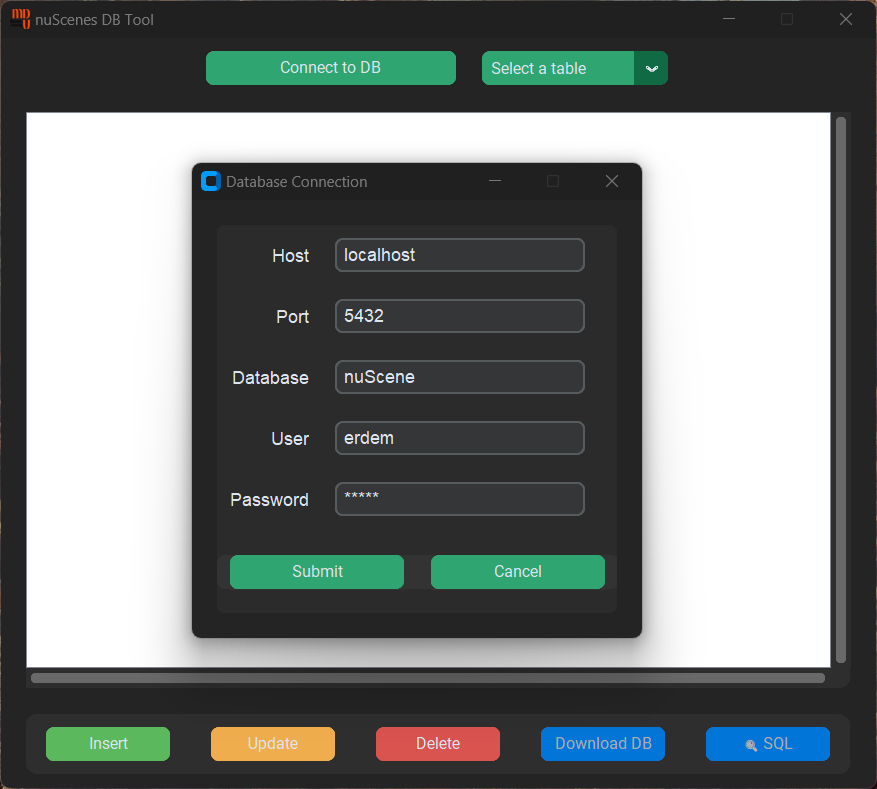 nuScenes DB Tool
Connect to DB
Select a table
Database Connection
Host localhost
Port 5432
Database nuScene
User erdem
Password *****
Submit Cancel
Insert Update Delete Download DB SQL